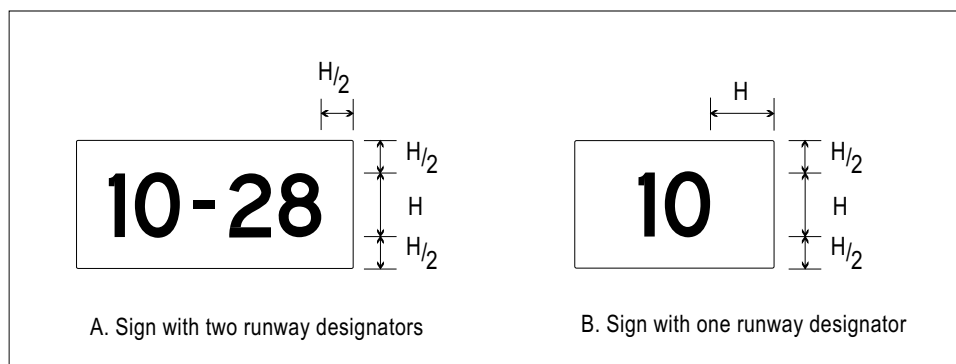 H/2
H
H/2
H/2
10-28
H
10
H
H/2
H/2
A. Sign with two runway designators
B. Sign with one runway designator